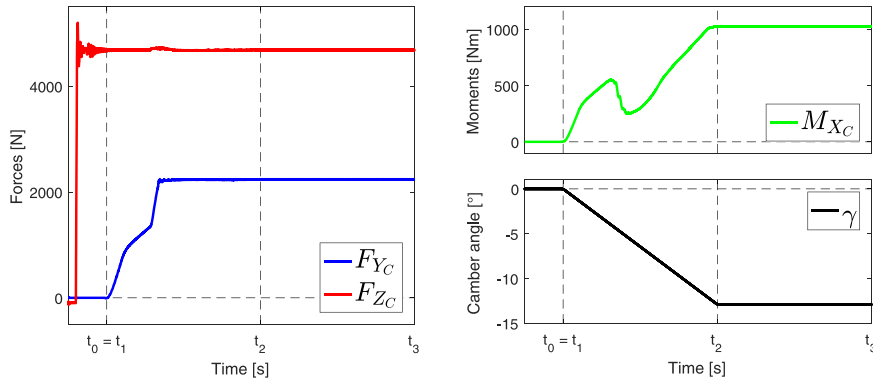 Forces [N]
4000
2000
0
F_{Y_C}
F_{Z_C}
t_0 = t_1
t_2
t_3
Time [s]
Moments [Nm]
1000
500
0
M_{X_C}
Camber angle [°]
0
-5
-10
-15
γ
t_0 = t_1
t_2
t_3
Time [s]